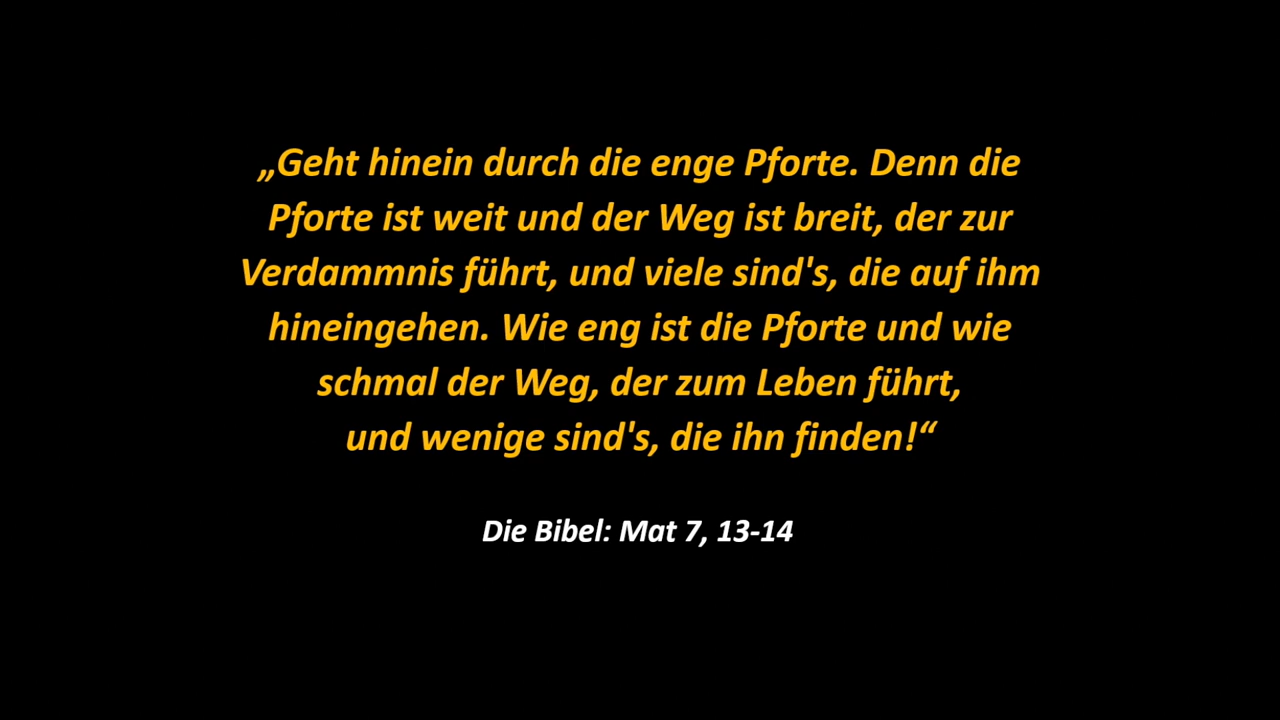 „Geht hinein durch die enge Pforte. Denn die
Pforte ist weit und der Weg ist breit, der zur
Verdammnis führt, und viele sind's, die auf ihm
hineingehen. Wie eng ist die Pforte und wie
schmal der Weg, der zum Leben führt,
und wenige sind's, die ihn finden!“
Die Bibel: Mat 7, 13-14